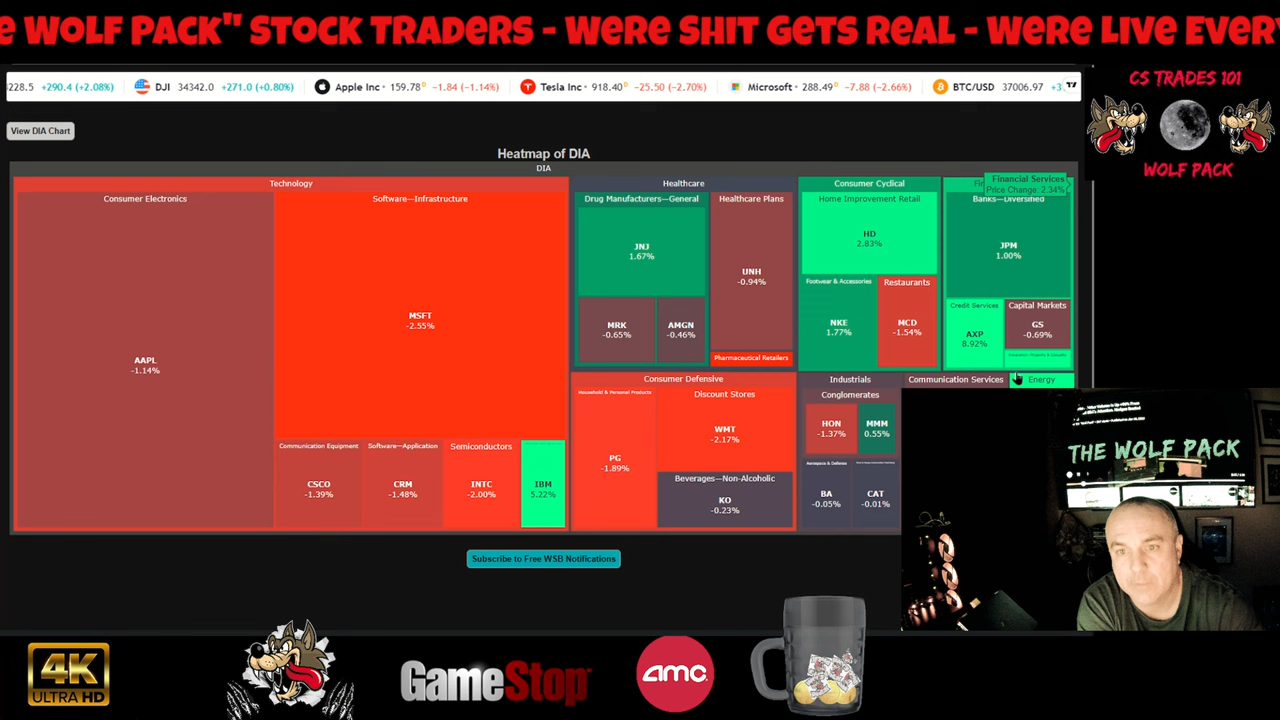 e WOLF PACK" STOCK TRADERS - WERE SHIT GETS REAL - WERE LIVE EVERY
CS TRADES 101
WOLF PACK
228.5 +290.4 (+2.08%) DJI 34342.0 +271.0 (+0.80%) Apple Inc • 159.78 D -1.84 (-1.14%) Tesla Inc • 918.40 D -25.50 (-2.70%) Microsoft • 288.49 D -7.88 (-2.66%) BTC/USD 37006.97
View DIA Chart
Heatmap of DIA
DIA
Technology
Consumer Electronics
AAPL
-1.14%
Software—Infrastructure
MSFT
-2.55%
Communication Equipment
CSCO
-1.39%
Software—Application
CRM
-1.48%
Semiconductors
INTC
-2.00%
IBM
5.22%
Healthcare
Drug Manufacturers—General
JNJ
1.67%
MRK
-0.65%
AMGN
-0.46%
Healthcare Plans
UNH
-0.94%
Pharmaceutical Retailers
Consumer Defensive
Household & Personal Products
PG
-1.89%
Discount Stores
WMT
-2.17%
Beverages—Non-Alcoholic
KO
-0.23%
Consumer Cyclical
Home Improvement Retail
HD
2.83%
Footwear & Accessories
NKE
1.77%
Restaurants
MCD
-1.54%
Financial Services
Price Change: 2.34%
Banks—Diversified
JPM
1.00%
Credit Services
AXP
8.92%
Capital Markets
GS
-0.69%
Industrials
Conglomerates
HON
-1.37%
MMM
0.55%
Aerospace & Defense
BA
-0.05%
CAT
-0.01%
Communication Services
Energy
Subscribe to Free WSB Notifications
THE WOLF PACK
4K
ULTRA HD
GameStop
amc